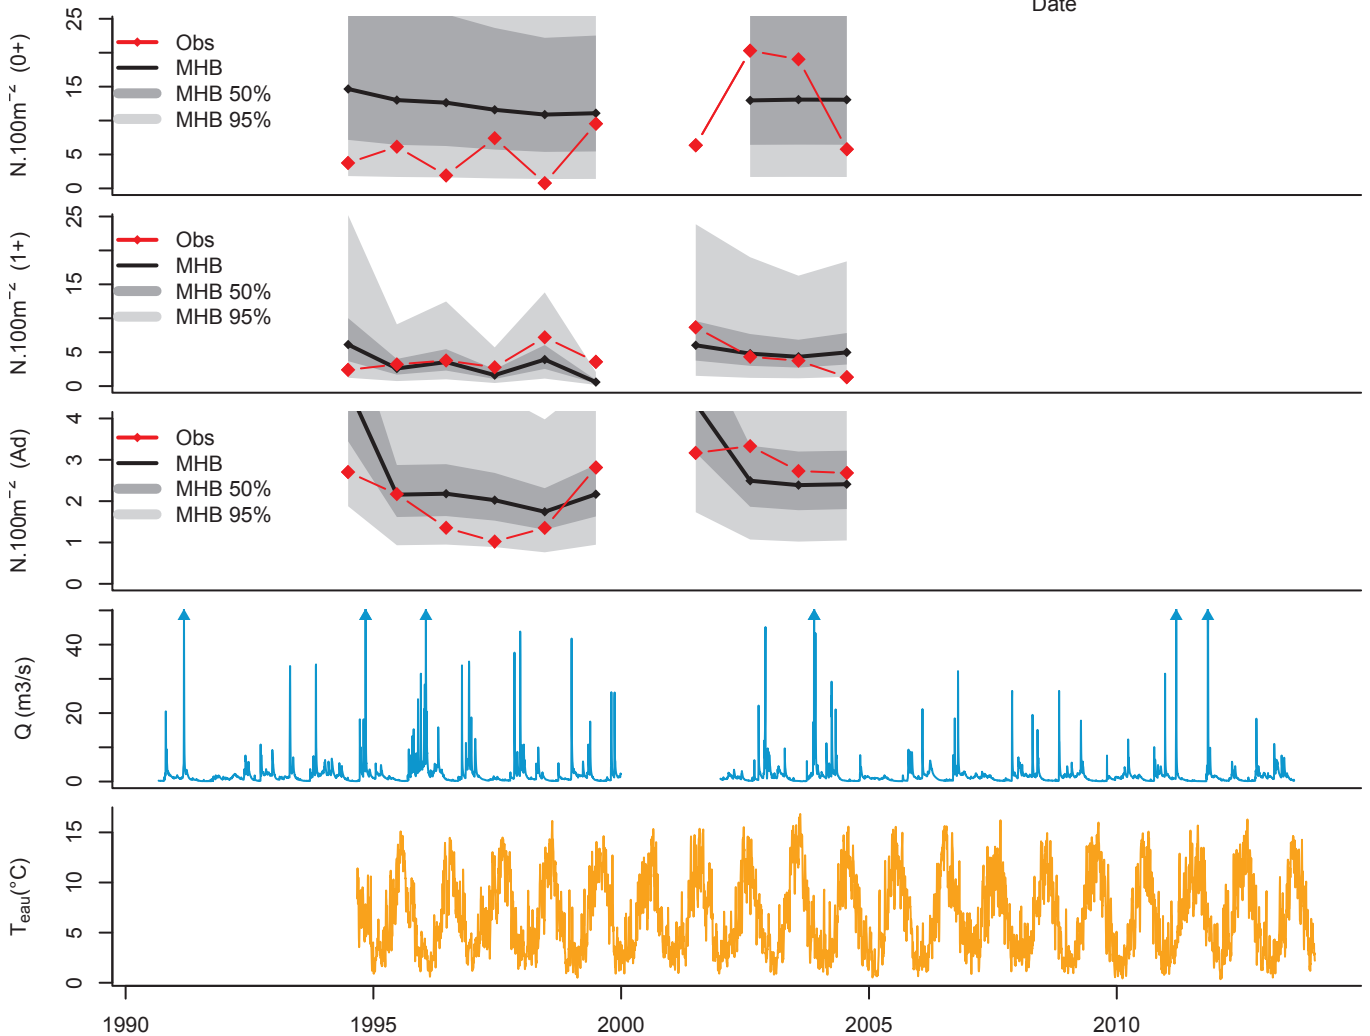 Date
N.100m⁻² (0+)
25
15
5
0
Obs
MHB
MHB 50%
MHB 95%
N.100m⁻² (1+)
25
15
5
0
Obs
MHB
MHB 50%
MHB 95%
N.100m⁻² (Ad)
4
3
2
1
0
Obs
MHB
MHB 50%
MHB 95%
Q (m3/s)
40
20
0
Teau(°C)
15
10
5
0
1990 1995 2000 2005 2010